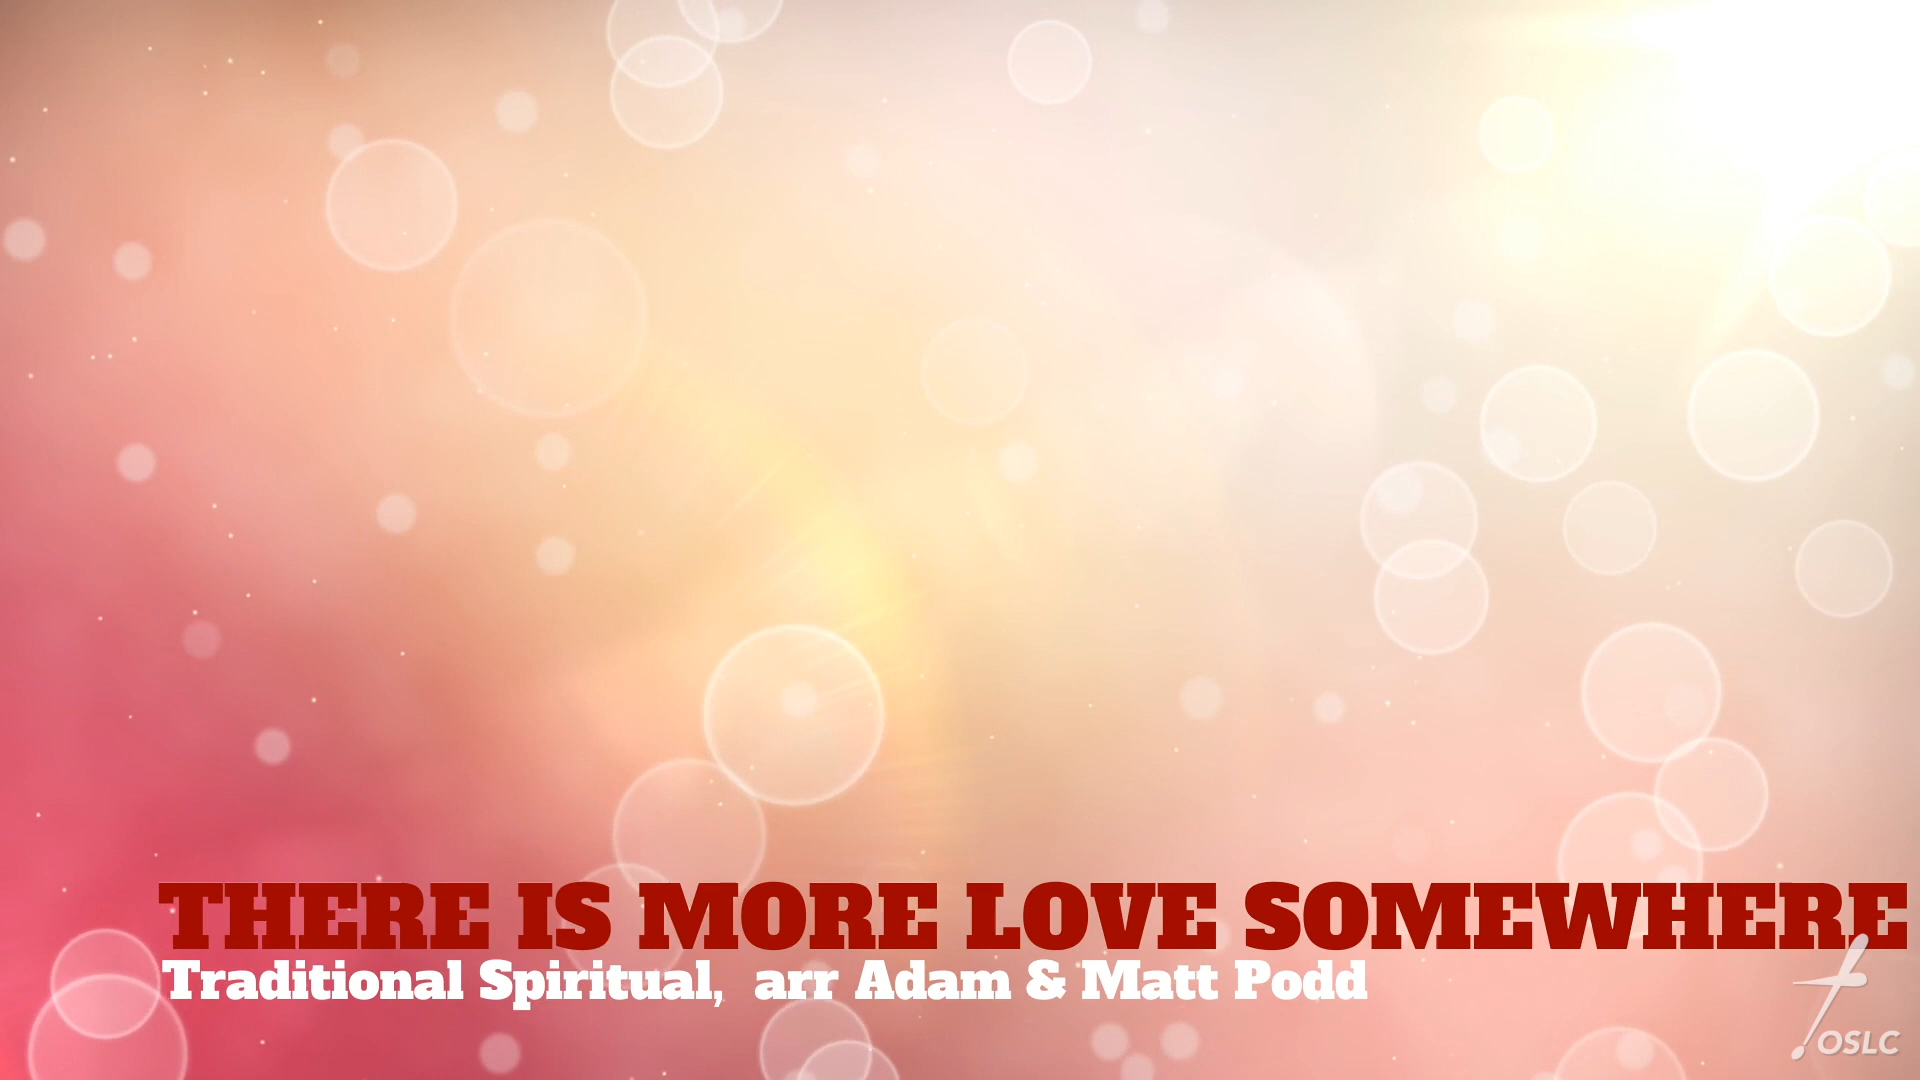 THERE IS MORE LOVE SOMEWHERE
Traditional Spiritual,  arr Adam & Matt Podd
OSLC